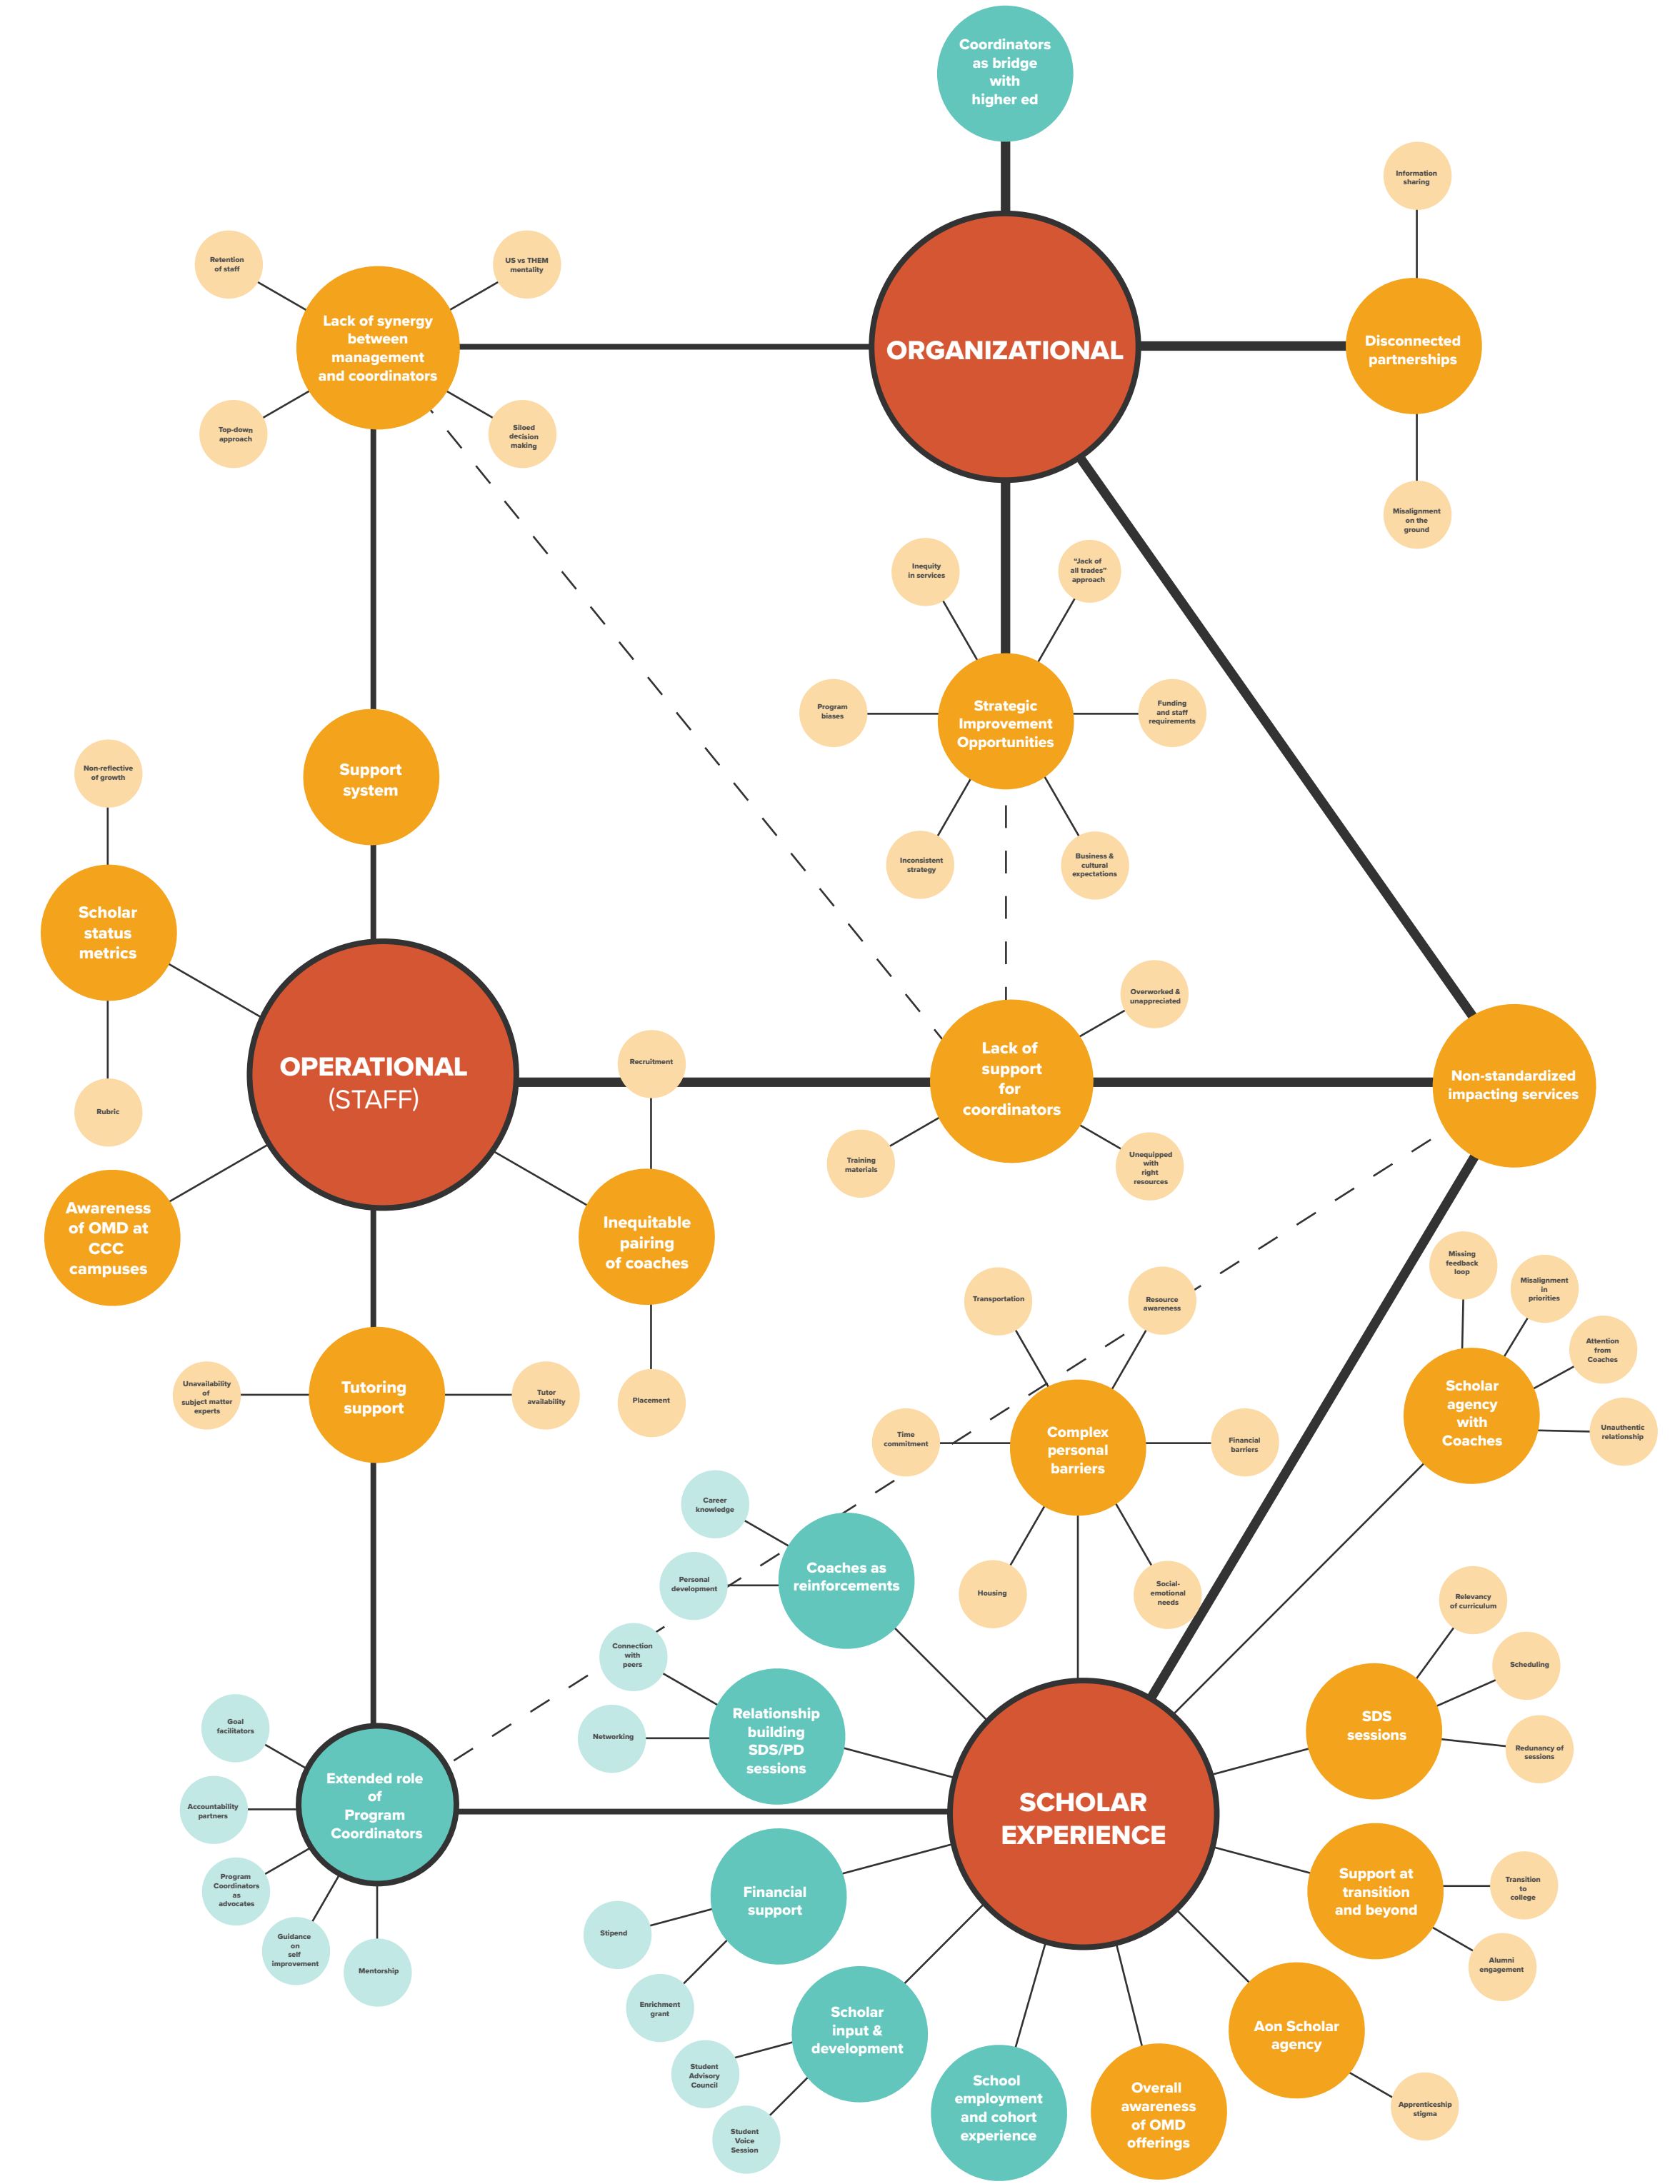 Coordinators
as bridge
with
higher ed
Information
sharing
Retention
of staff
US vs THEM
mentality
Lack of synergy
between
management
and coordinators
ORGANIZATIONAL
Disconnected
partnerships
Top-down
approach
Siloed
decision
making
Misalignment
on the
ground
Inequity
in services
"Jack of
all trades"
approach
Program
biases
Strategic
Improvement
Opportunities
Funding
and staff
requirements
Support
system
Non-reflective
of growth
Inconsistent
strategy
Business &
cultural
expectations
Scholar
status
metrics
Overworked &
unappreciated
OPERATIONAL
(STAFF)
Recruitment
Lack of
support
for
coordinators
Non-standardized
impacting services
Rubric
Training
materials
Unequipped
with
right
resources
Awareness
of OMD at
CCC
campuses
Inequitable
pairing
of coaches
Missing
feedback
loop
Misalignment
in
priorities
Transportation
Resource
awareness
Attention
from
Coaches
Unavailability
of
subject matter
experts
Tutoring
support
Tutor
availability
Placement
Time
commitment
Complex
personal
barriers
Financial
barriers
Scholar
agency
with
Coaches
Unauthentic
relationship
Career
knowledge
Personal
development
Coaches as
reinforcements
Housing
Social-
emotional
needs
Relevancy
of curriculum
Connection
with
peers
Scheduling
Goal
facilitators
Networking
Relationship
building
SDS/PD
sessions
SDS
sessions
Redunancy of
sessions
Accountability
partners
Extended role
of
Program
Coordinators
SCHOLAR
EXPERIENCE
Program
Coordinators
as
advocates
Financial
support
Support at
transition
and beyond
Transition
to
college
Guidance
on
self
improvement
Mentorship
Stipend
Alumni
engagement
Enrichment
grant
Scholar
input &
development
Aon Scholar
agency
Student
Advisory
Council
School
employment
and cohort
experience
Overall
awareness
of OMD
offerings
Apprenticeship
stigma
Student
Voice
Session